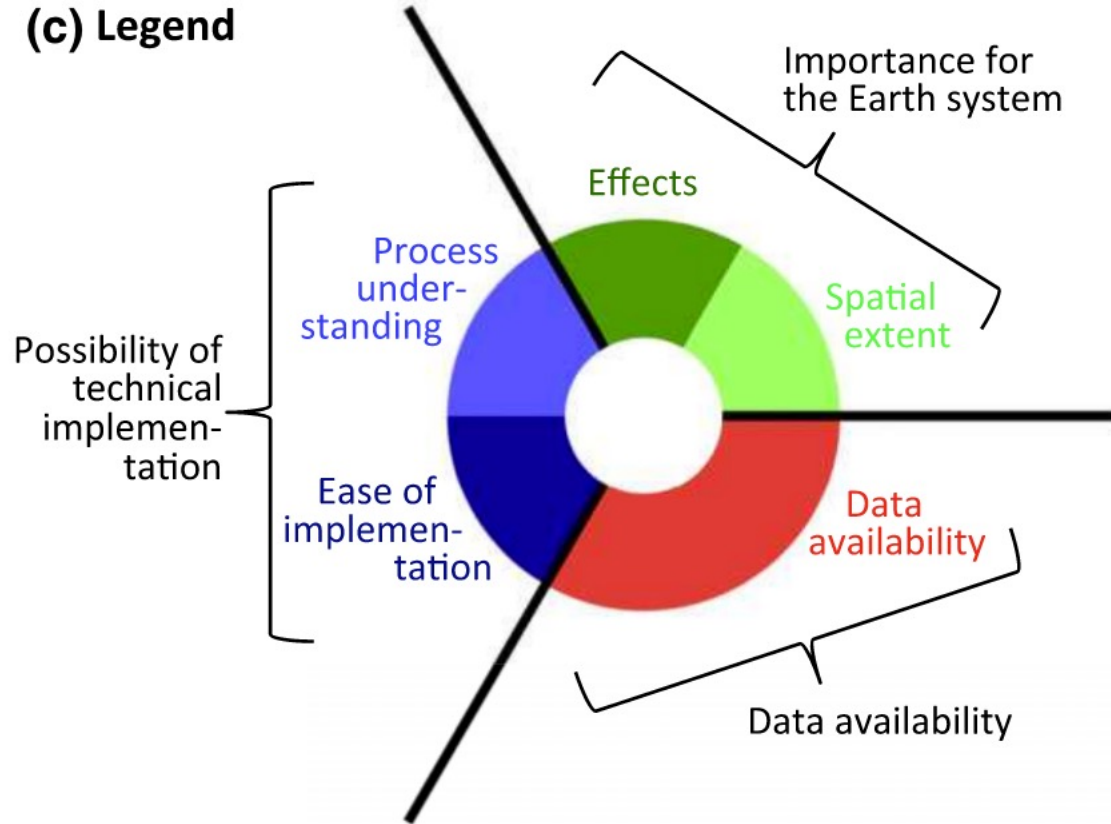 (c) Legend
Importance for
the Earth system
Effects
Process
under-
standing
Spatial
extent
Possibility of
technical
implemen-
tation
Ease of
implemen-
tation
Data
availability
Data availability